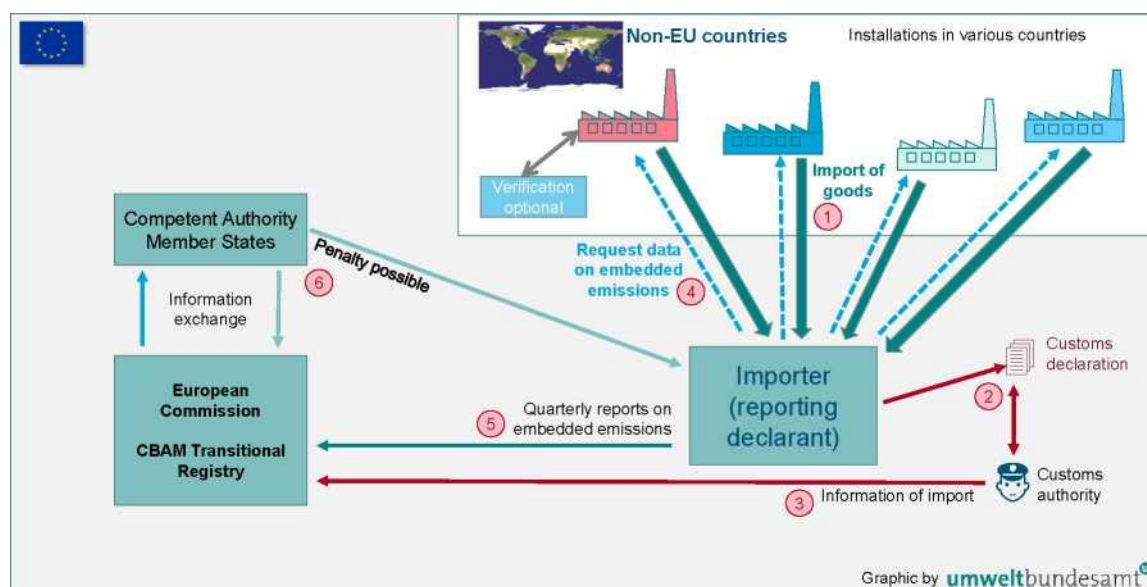 Non-EU countries
Installations in various countries
Verification
optional
Import of
goods
1
Request data
on embedded
emissions
4
Competent Authority
Member States
Penalty possible
6
Information
exchange
European
Commission
CBAM Transitional
Registry
Importer
(reporting
declarant)
Customs
declaration
2
Quarterly reports on
embedded emissions
5
Customs
authority
3
Information of import
Graphic by umweltbundesamt